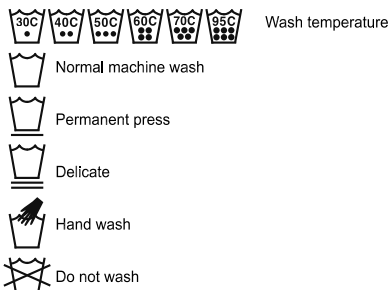 30C 40C 50C 60C 70C 95C Wash temperature
Normal machine wash
Permanent press
Delicate
Hand wash
Do not wash